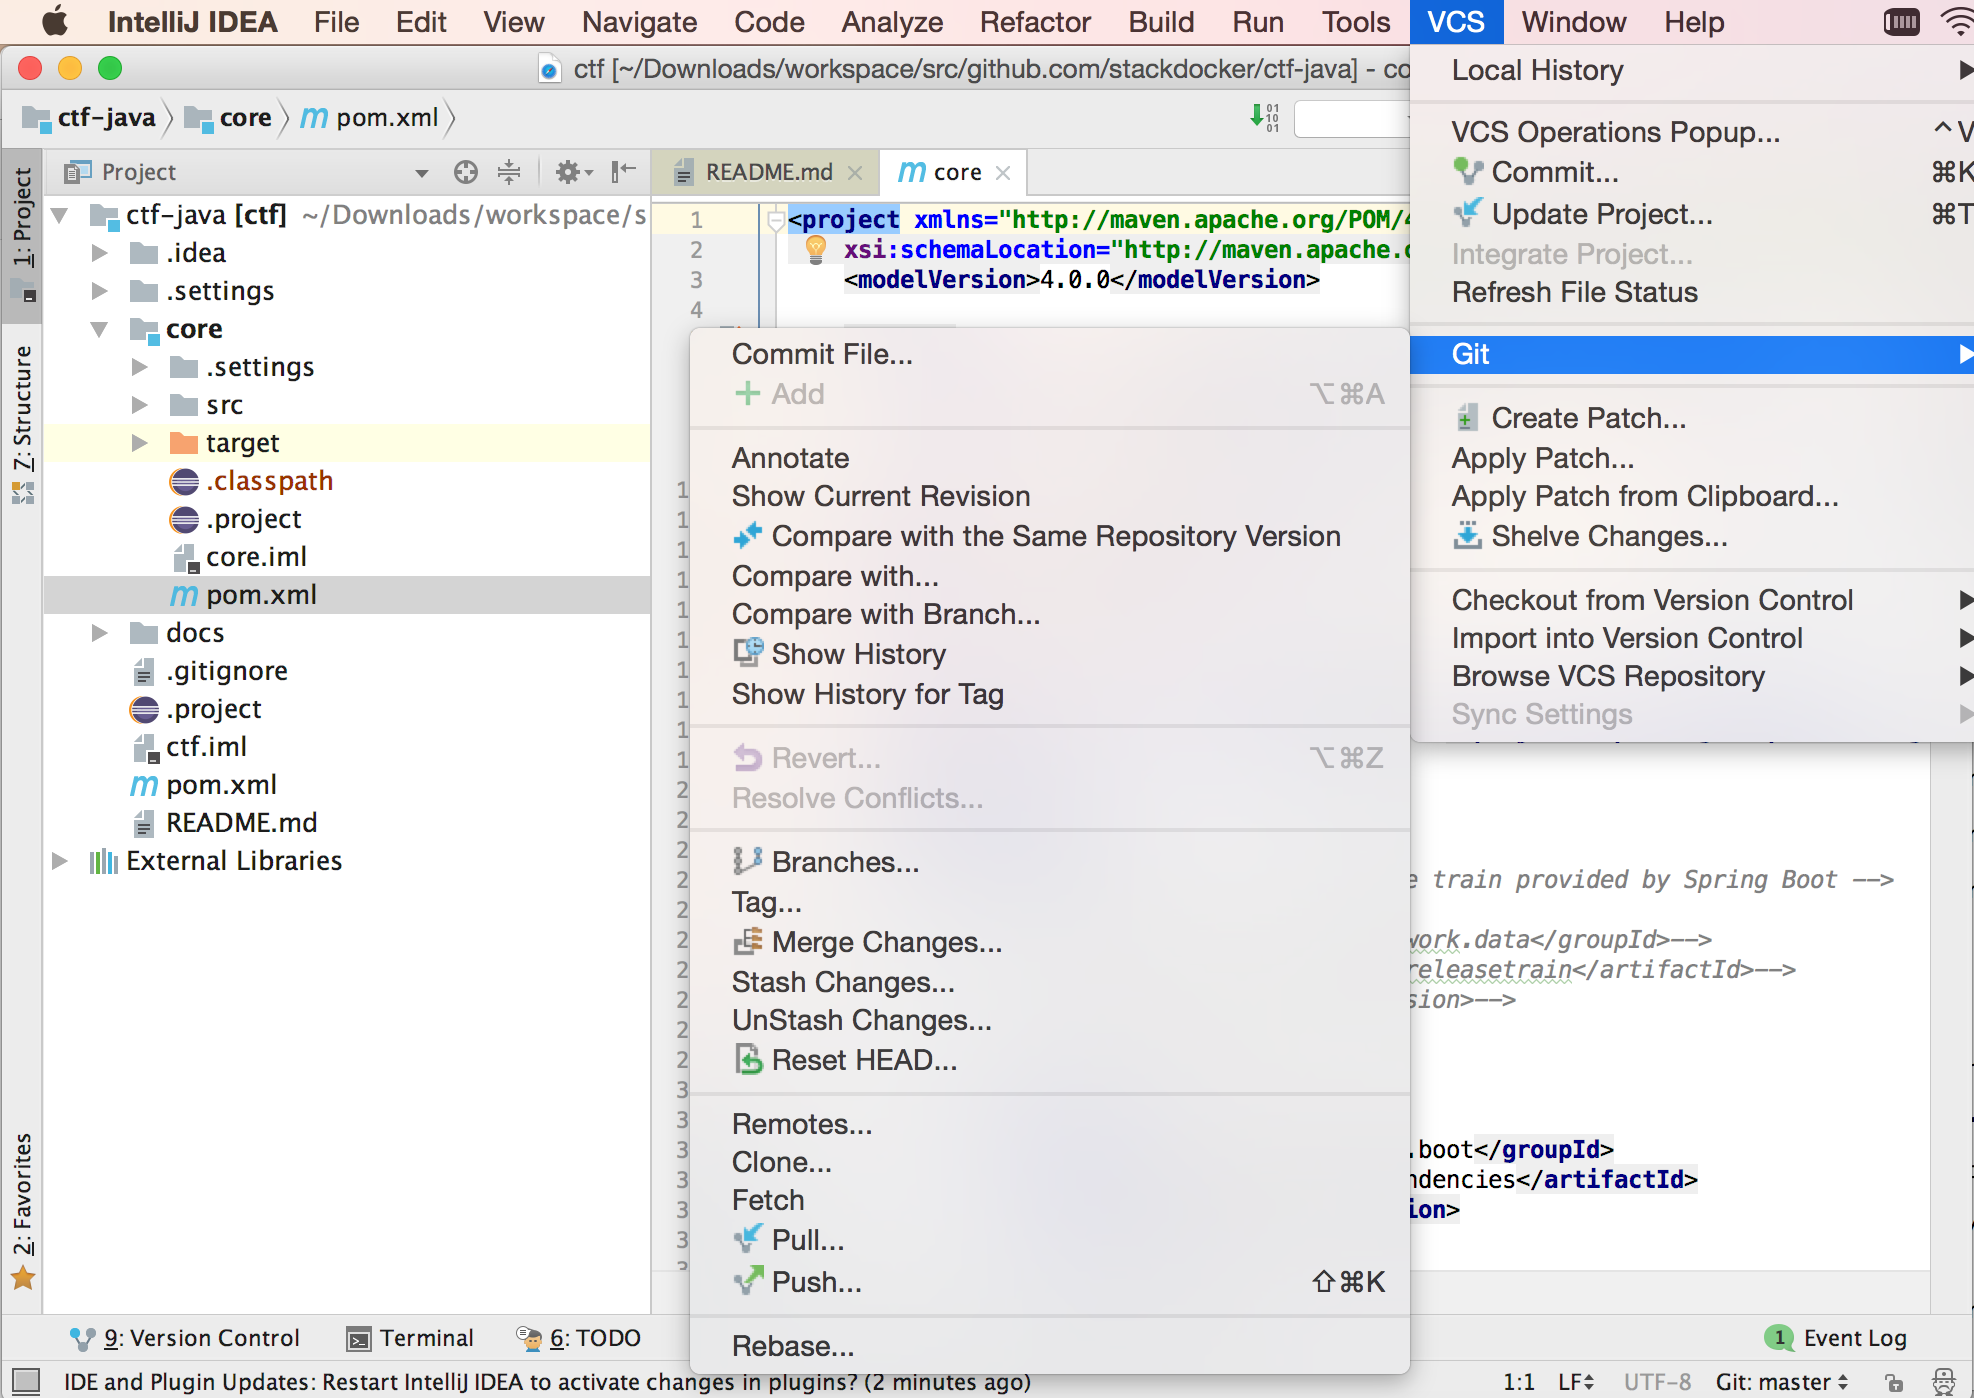 IntelliJ IDEA File Edit View Navigate Code Analyze Refactor Build Run Tools VCS Window Help
ctf [~/Downloads/workspace/src/github.com/stackdocker/ctf-java] - co
ctf-java core m pom.xml
Project
README.md
m core
1: Project
7: Structure
2: Favorites
ctf-java [ctf] ~/Downloads/workspace/s
.idea
.settings
core
.settings
src
target
.classpath
.project
core.iml
m pom.xml
docs
.gitignore
.project
ctf.iml
m pom.xml
README.md
External Libraries
1 <project xmlns="http://maven.apache.org/POM/4
2 xsi:schemaLocation="http://maven.apache.o
3 <modelVersion>4.0.0</modelVersion>
4
Commit File...
Add ⌥⌘A
Annotate
Show Current Revision
Compare with the Same Repository Version
Compare with...
Compare with Branch...
Show History
Show History for Tag
Revert... ⌥⌘Z
Resolve Conflicts...
Branches...
Tag...
Merge Changes...
Stash Changes...
UnStash Changes...
Reset HEAD...
Remotes...
Clone...
Fetch
Pull...
Push... ⇧⌘K
Rebase...
Local History
VCS Operations Popup... ^V
Commit... ⌘K
Update Project... ⌘T
Integrate Project...
Refresh File Status
Git
Create Patch...
Apply Patch...
Apply Patch from Clipboard...
Shelve Changes...
Checkout from Version Control
Import into Version Control
Browse VCS Repository
Sync Settings
e train provided by Spring Boot -->
work.data</groupId>-->
releasetrain</artifactId>-->
sion>-->
.boot</groupId>
ndencies</artifactId>
ion>
9: Version Control Terminal 6: TODO 1 Event Log
IDE and Plugin Updates: Restart IntelliJ IDEA to activate changes in plugins? (2 minutes ago) 1:1 LF UTF-8 Git: master